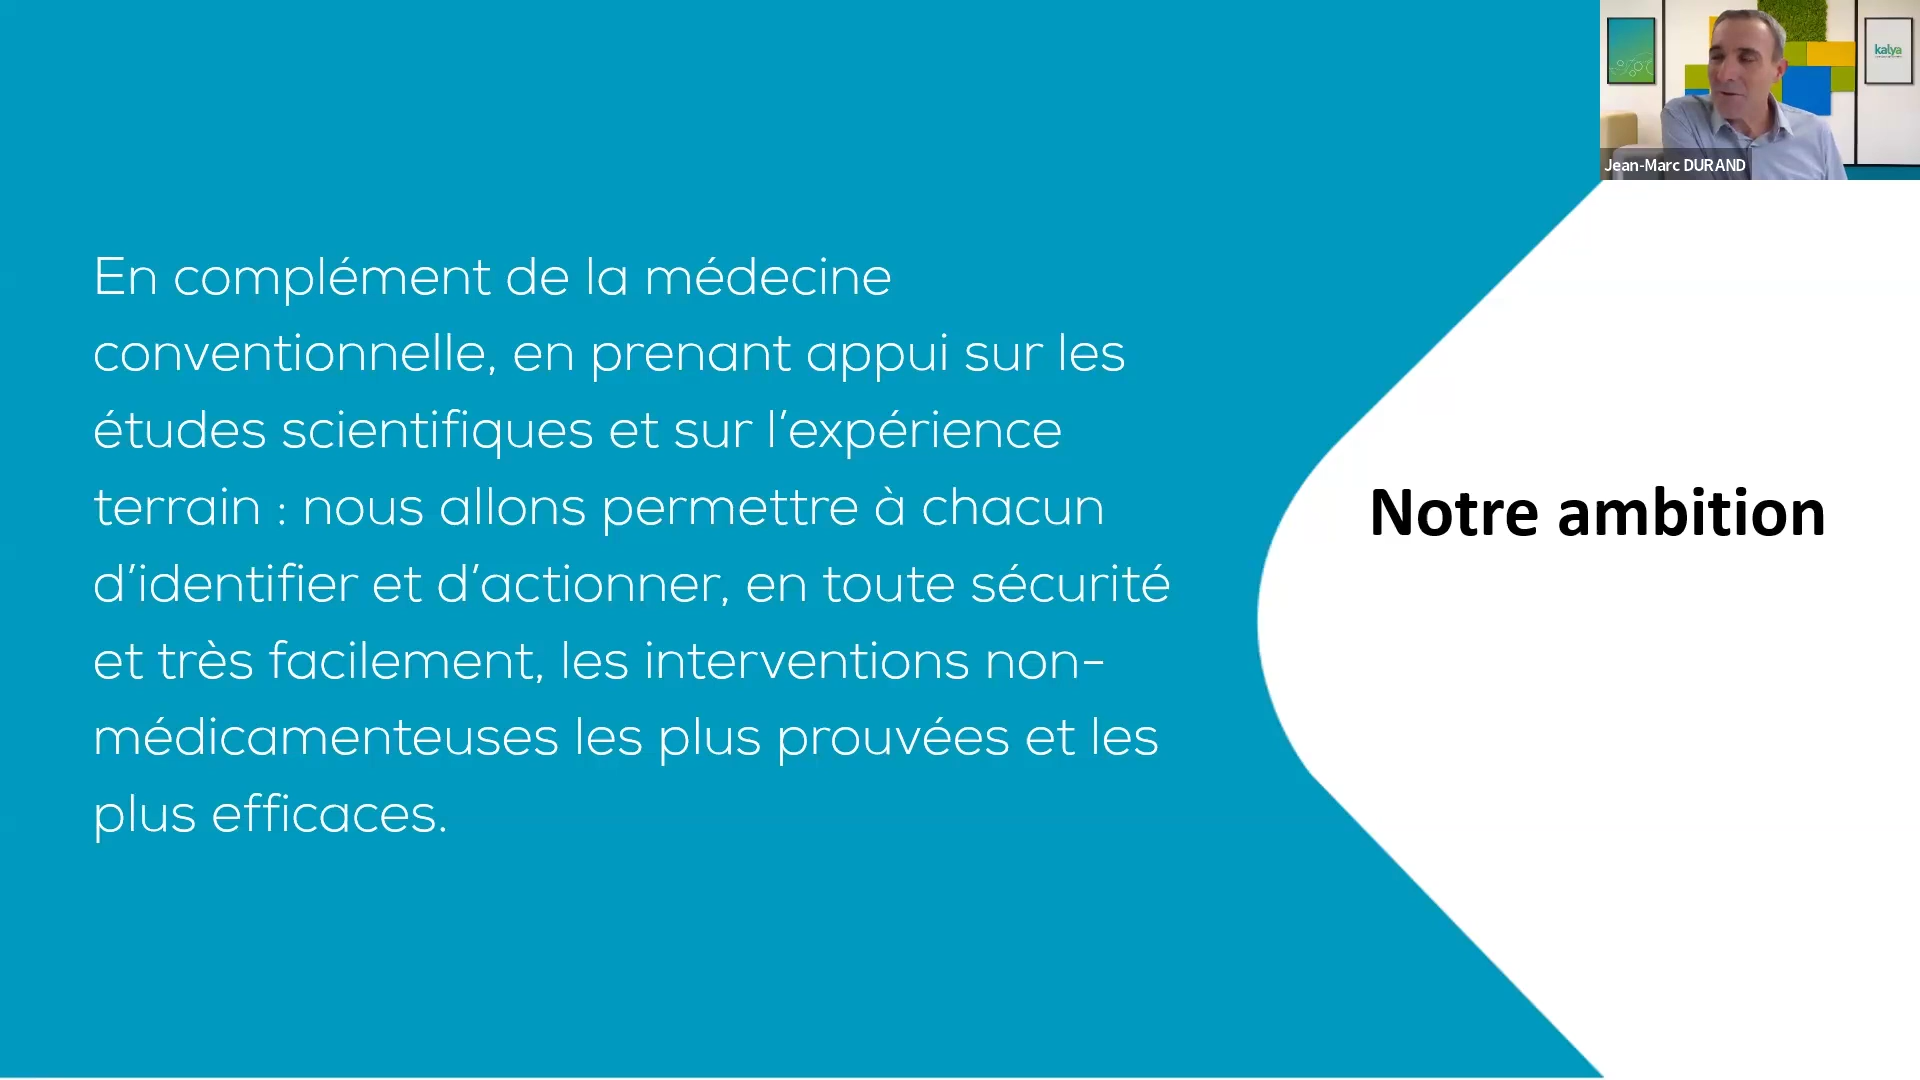 kalya
Jean-Marc DURAND
En complément de la médecine
conventionnelle, en prenant appui sur les
études scientifiques et sur l’expérience
terrain : nous allons permettre à chacun
d’identifier et d’actionner, en toute sécurité
et très facilement, les interventions non-
médicamenteuses les plus prouvées et les
plus efficaces.
Notre ambition